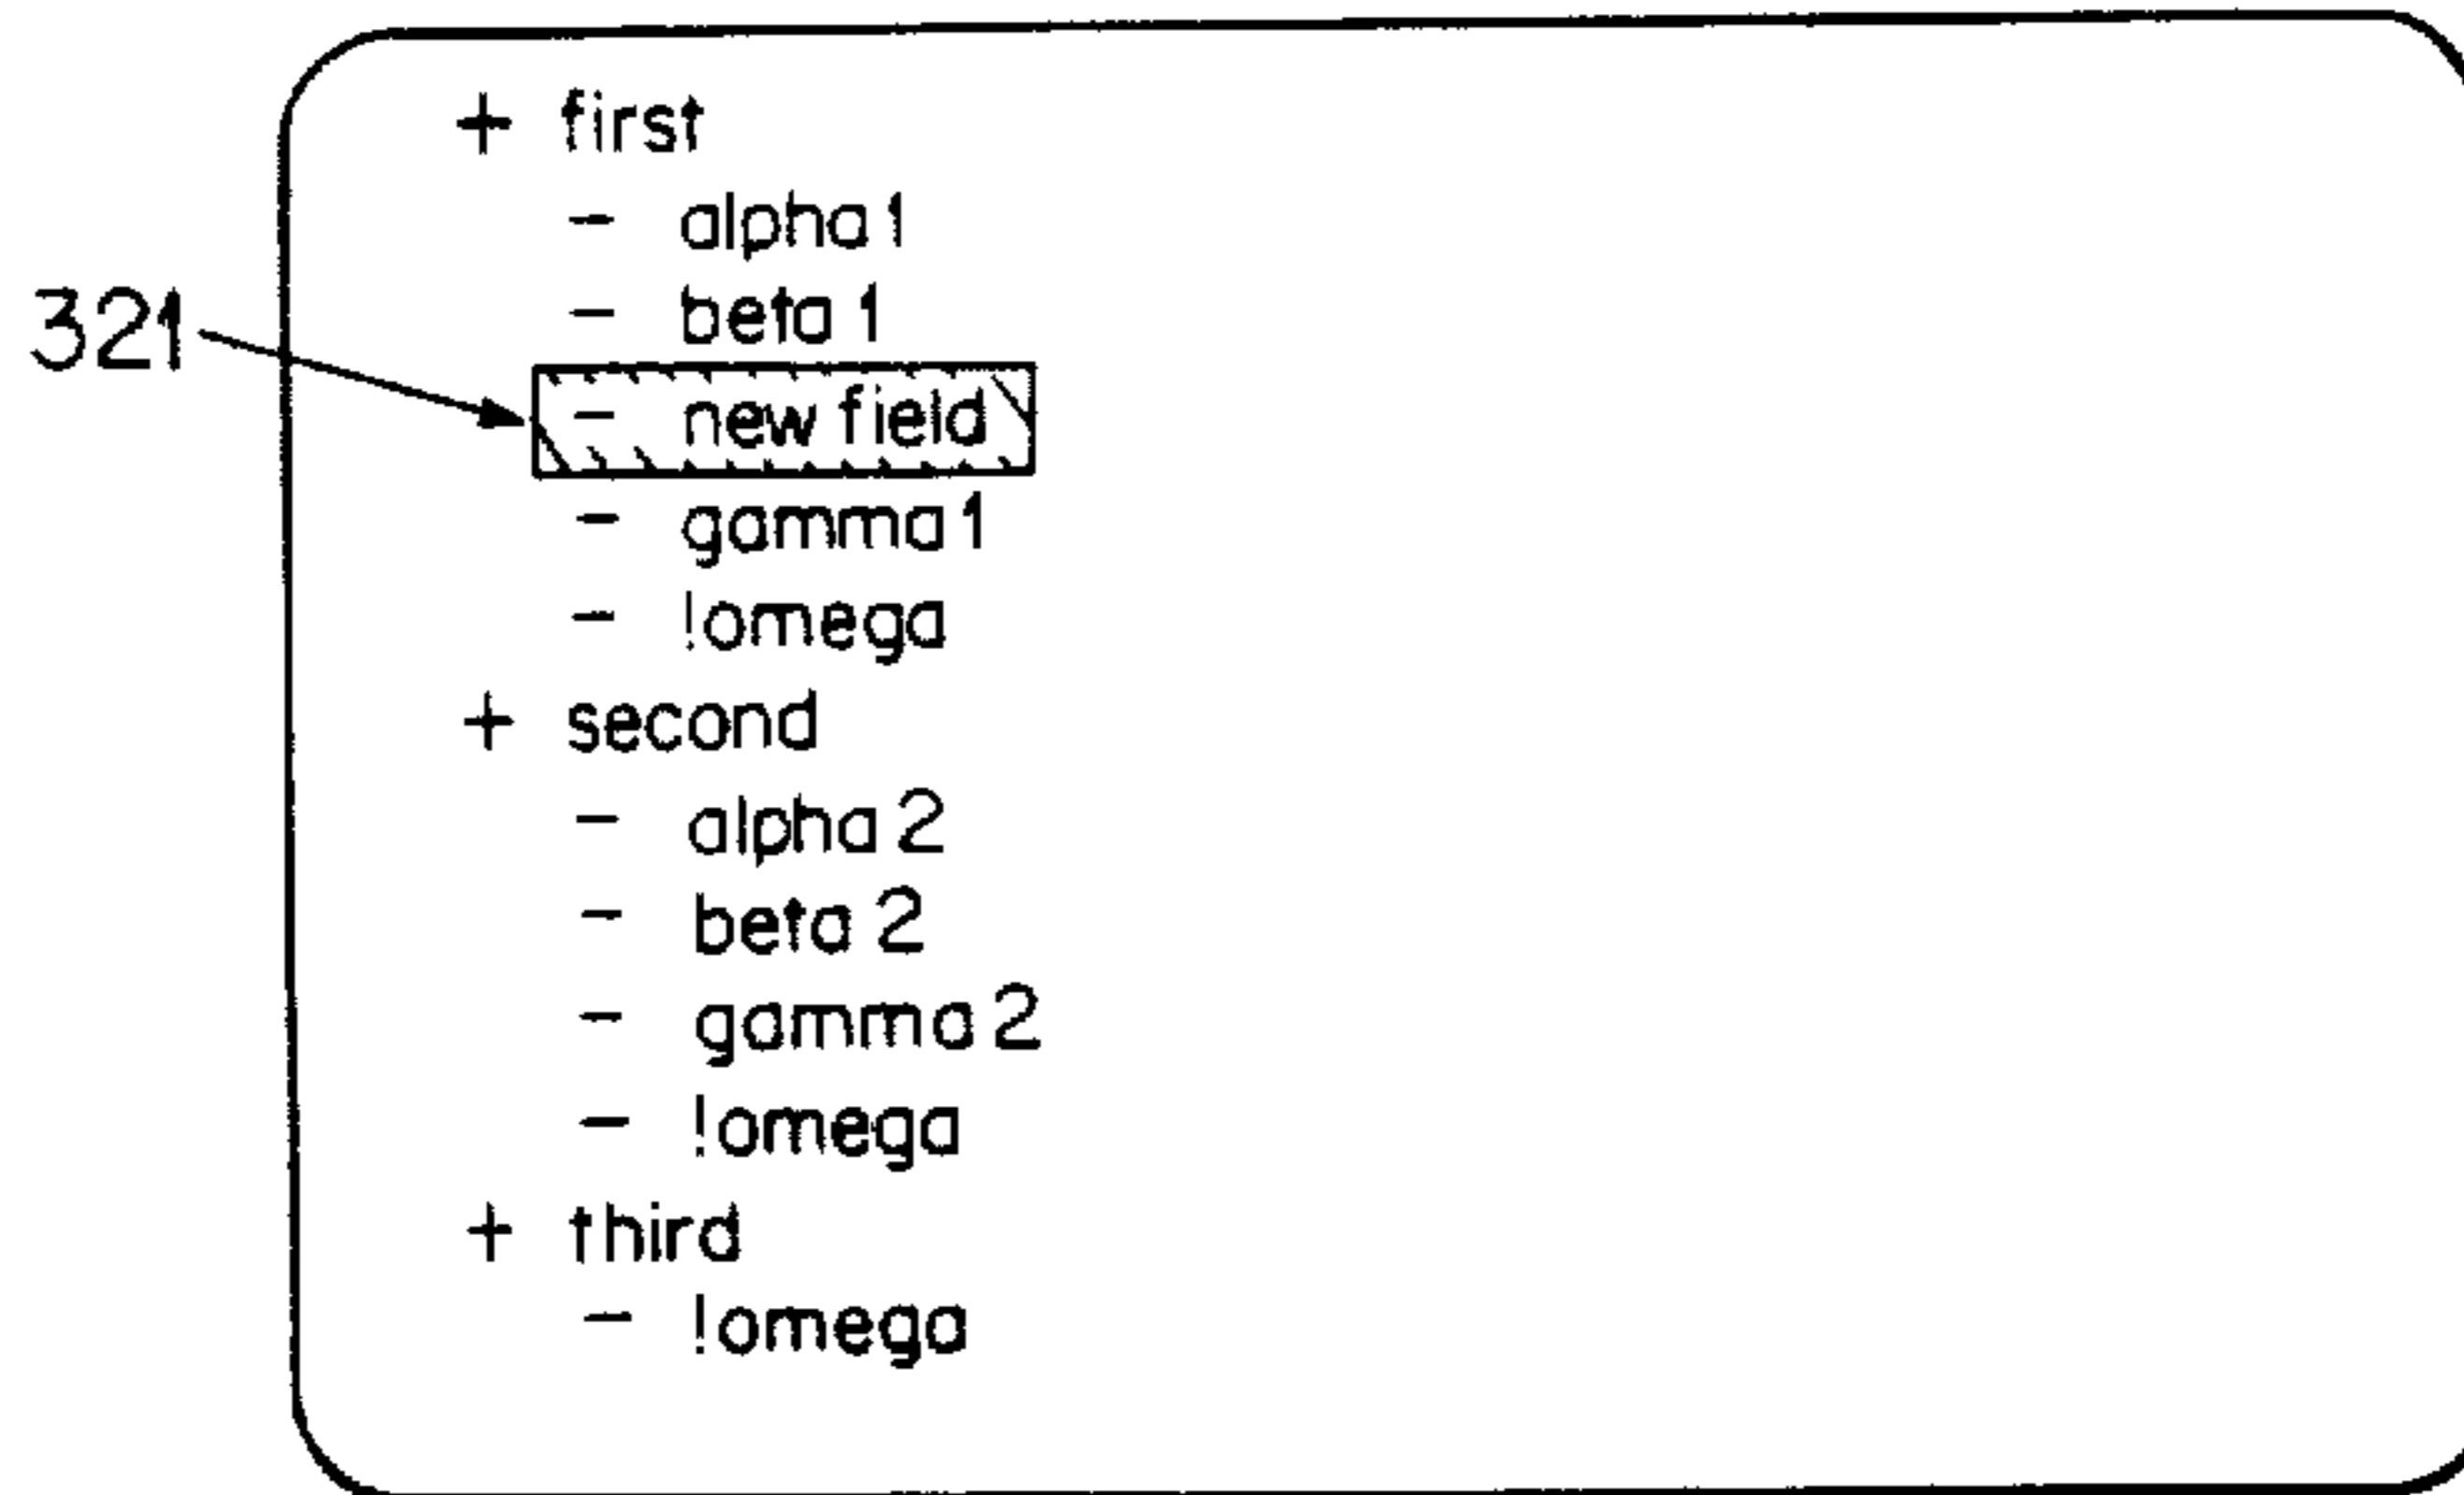 + first
- alpha 1
- beta 1
321
- new field
- gamma 1
- !omega
+ second
- alpha 2
- beta 2
- gamma 2
- !omega
+ third
- !omega